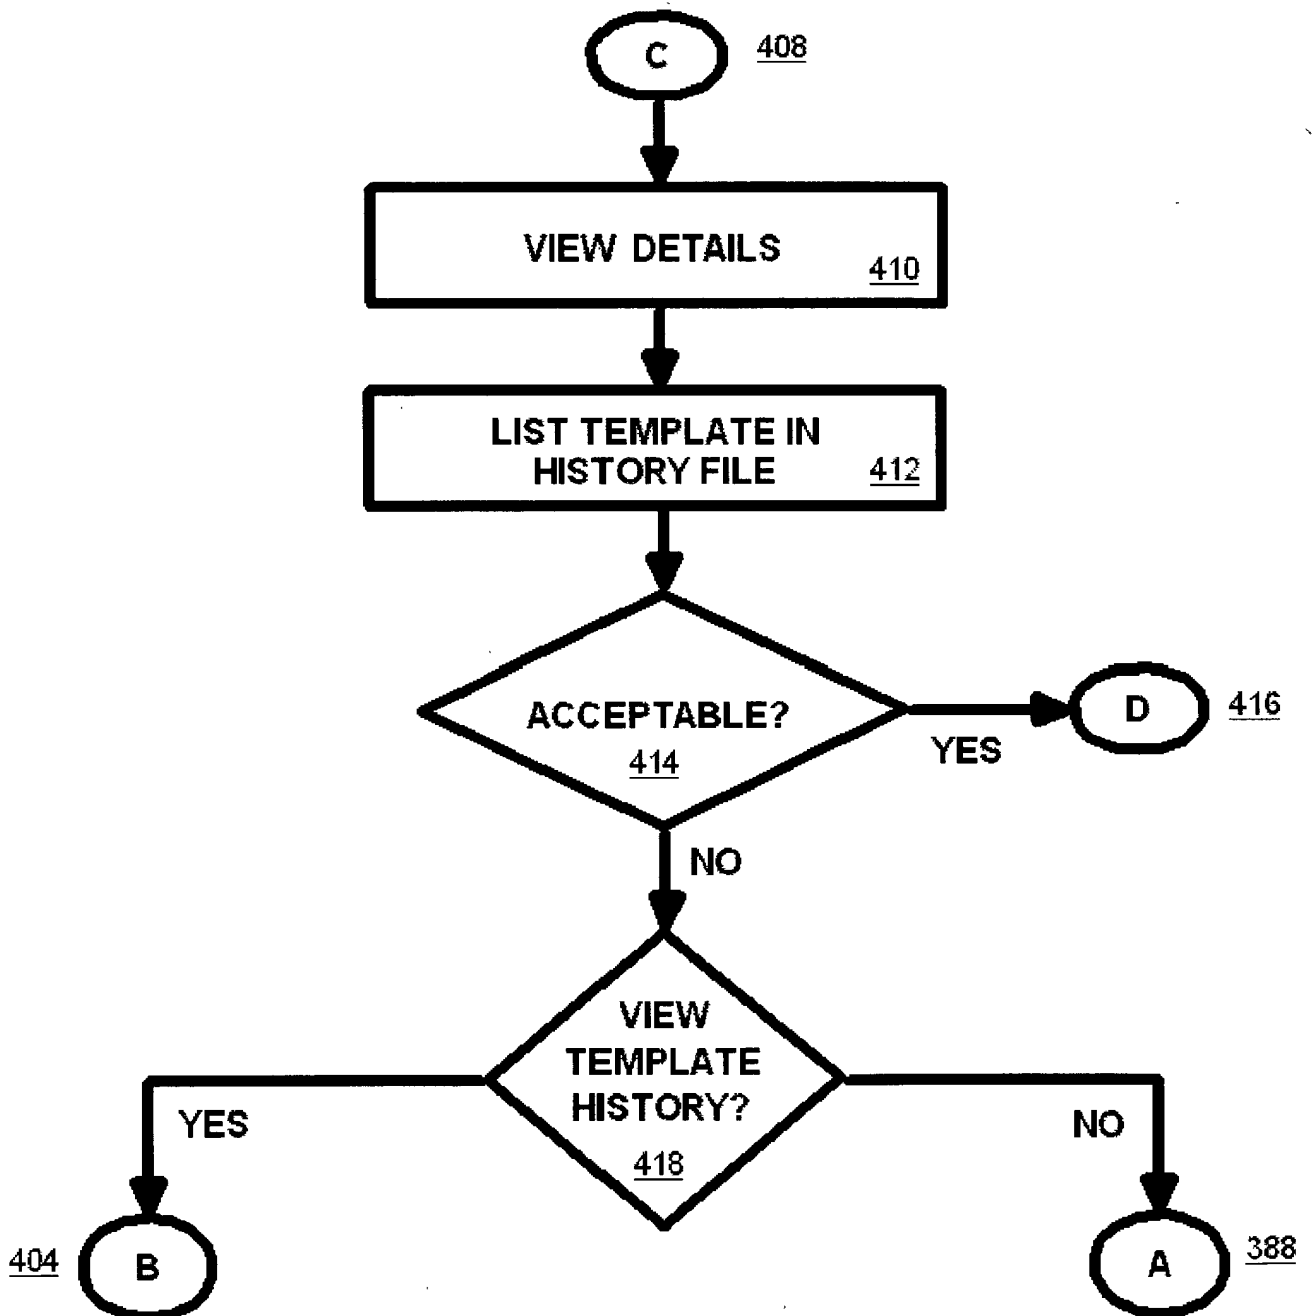 C
408
VIEW DETAILS
410
LIST TEMPLATE IN
HISTORY FILE
412
ACCEPTABLE?
414
YES
D
416
NO
VIEW
TEMPLATE
HISTORY?
418
YES
NO
404
B
A
388